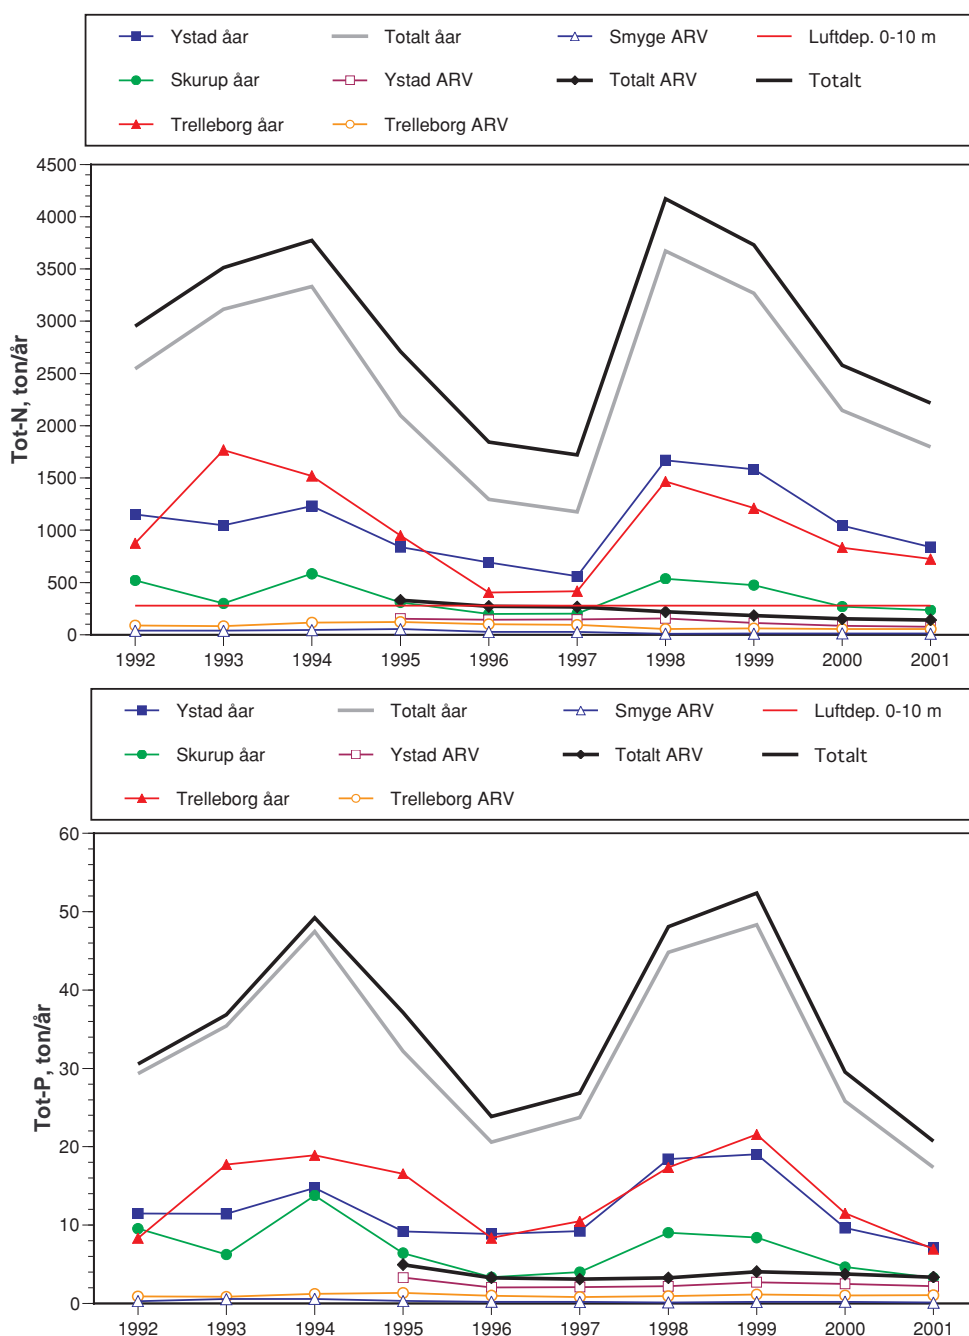 Ystad åar Totalt åar Smyge ARV Luftdep. 0-10 m
Skurup åar Ystad ARV Totalt ARV Totalt
Trelleborg åar Trelleborg ARV
4500
4000
3500
3000
2500
2000
1500
1000
500
0
Tot-N, ton/år
1992 1993 1994 1995 1996 1997 1998 1999 2000 2001
Ystad åar Totalt åar Smyge ARV Luftdep. 0-10 m
Skurup åar Ystad ARV Totalt ARV Totalt
Trelleborg åar Trelleborg ARV
60
50
40
30
20
10
0
Tot-P, ton/år
1992 1993 1994 1995 1996 1997 1998 1999 2000 2001